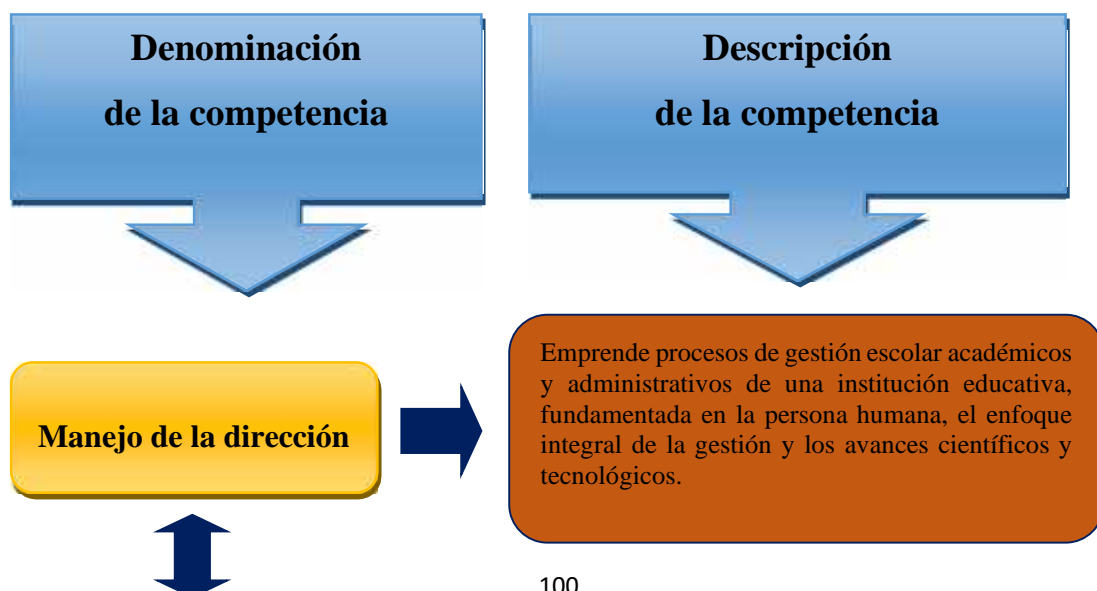 Denominación
de la competencia
Descripción
de la competencia
Manejo de la dirección
Emprende procesos de gestión escolar académicos
y administrativos de una institución educativa,
fundamentada en la persona humana, el enfoque
integral de la gestión y los avances científicos y
tecnológicos.
100